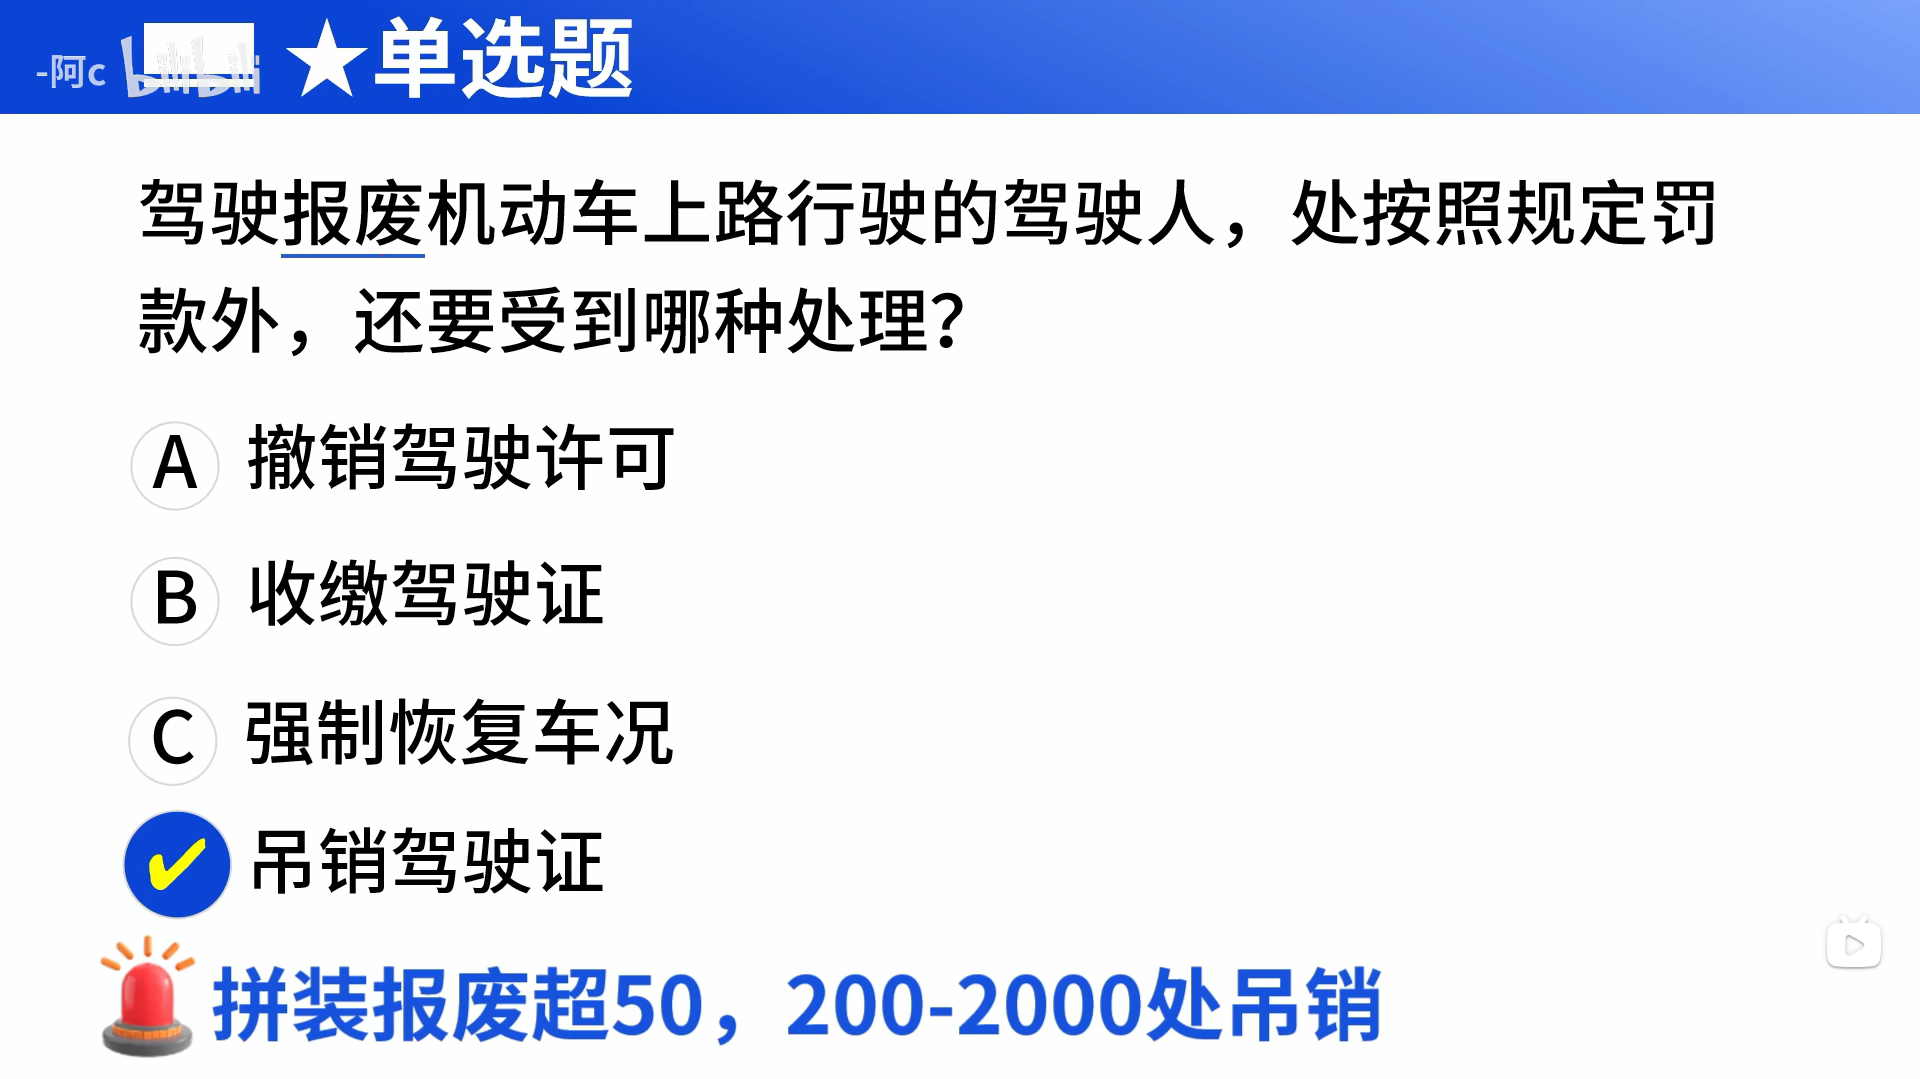 -阿c bilibili ★单选题
驾驶报废机动车上路行驶的驾驶人，处按照规定罚
款外，还要受到哪种处理？
A 撤销驾驶许可
B 收缴驾驶证
C 强制恢复车况
✔ 吊销驾驶证
拼装报废超50，200-2000处吊销